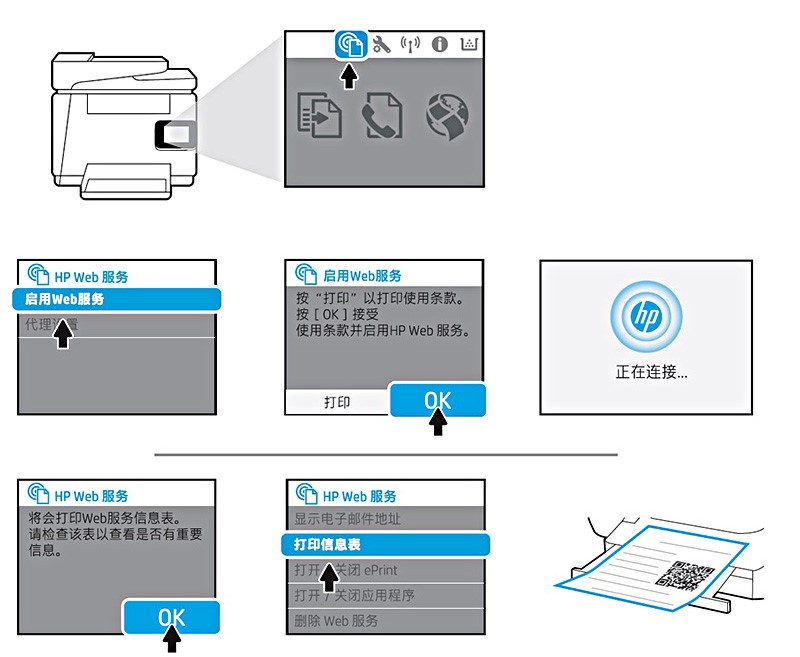 HP Web 服务
启用Web服务
代理设置
启用Web服务
按“打印”以打印使用条款。
按 [ OK ] 接受
使用条款并启用HP Web 服务。
打印
OK
hp
正在连接...
HP Web 服务
将会打印Web服务信息表。
请检查该表以查看是否有重要
信息。
OK
HP Web 服务
显示电子邮件地址
打印信息表
打开 / 关闭 ePrint
打开 / 关闭应用程序
删除 Web 服务